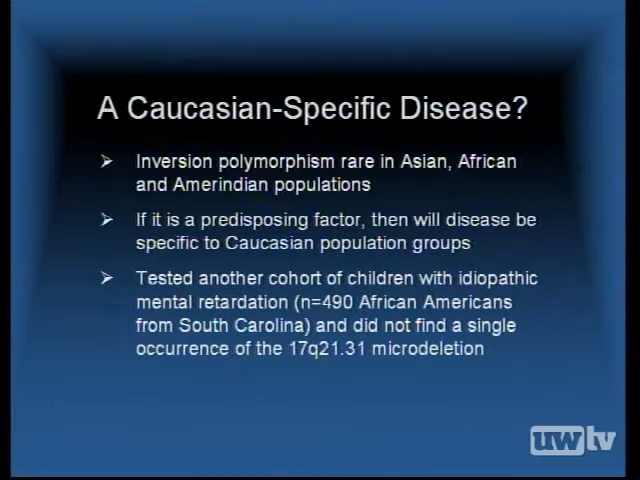 A Caucasian-Specific Disease?
Inversion polymorphism rare in Asian, African
and Amerindian populations
If it is a predisposing factor, then will disease be
specific to Caucasian population groups
Tested another cohort of children with idiopathic
mental retardation (n=490 African Americans
from South Carolina) and did not find a single
occurrence of the 17q21.31 microdeletion
uwtv